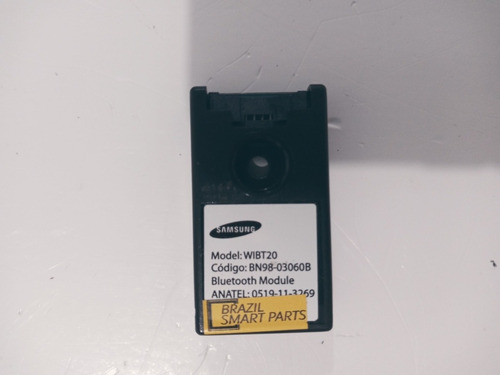 SAMSUNG
Model: WIBT20
Código: BN98-03060B
Bluetooth Module
ANATEL: 0519-11-3269
BRAZIL
SMART PARTS